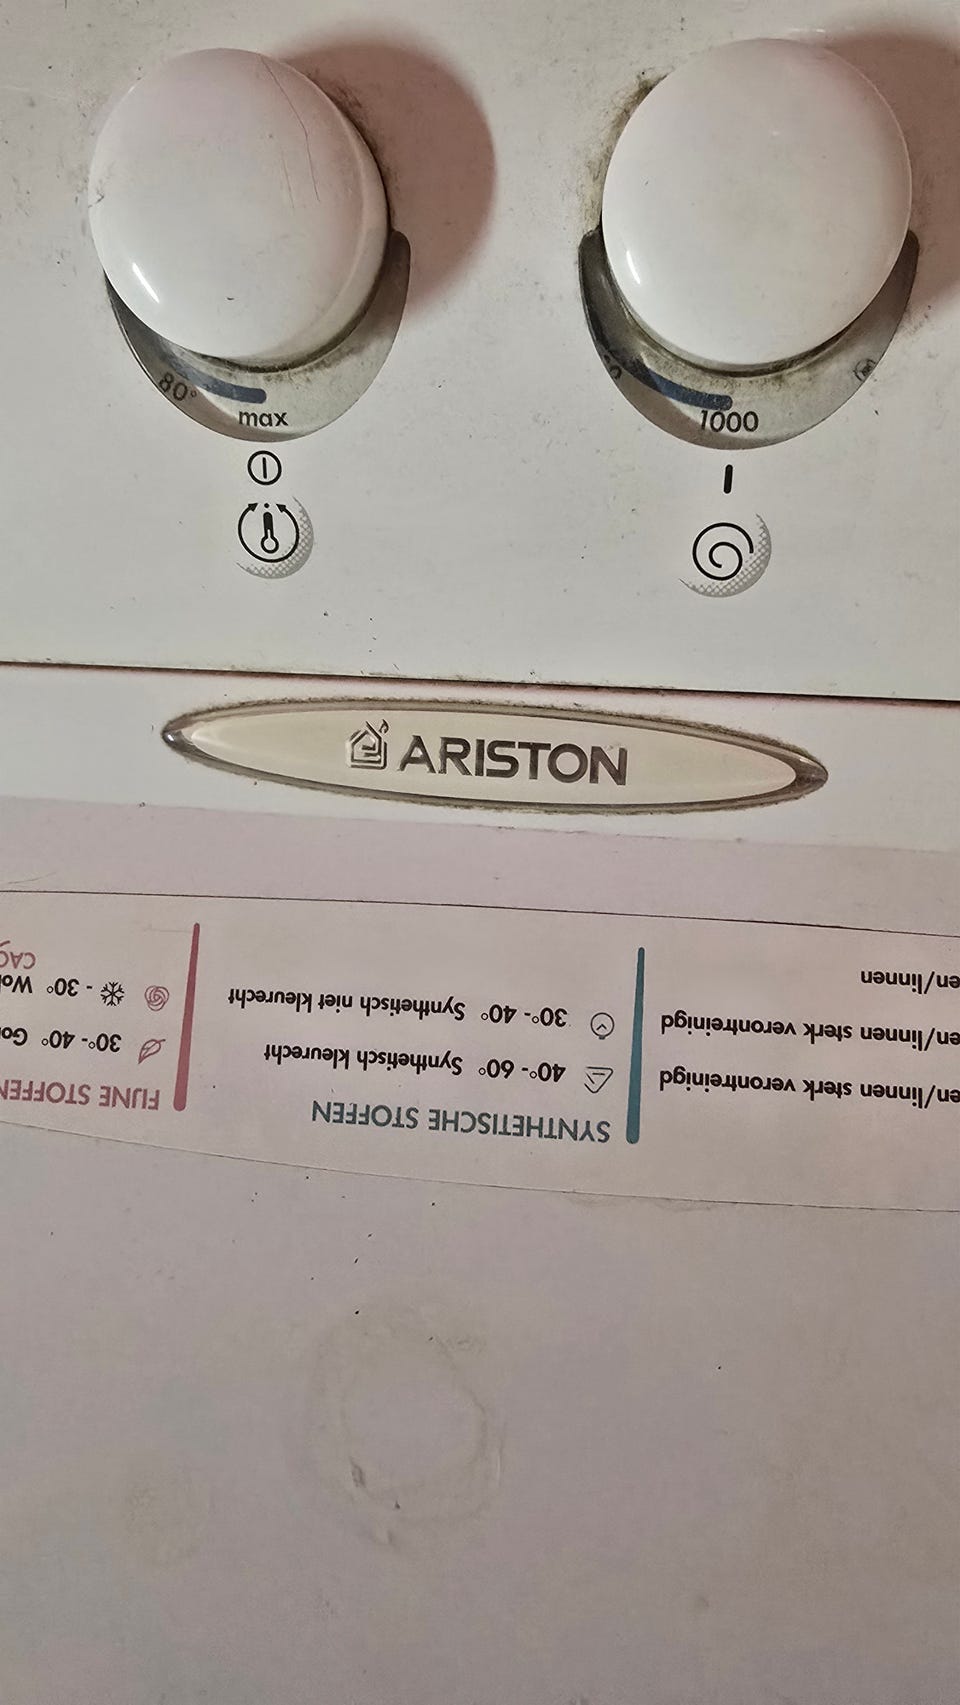 80° max
1000
ARISTON
SYNTHETISCHE STOFFEN
40°- 60° Synthetisch kleurecht
30°- 40° Synthetisch niet kleurecht
FIJNE STOFFEN
30°- 40°
- 30°
en/linnen sterk verontreinigd
en/linnen sterk verontreinigd
en/linnen